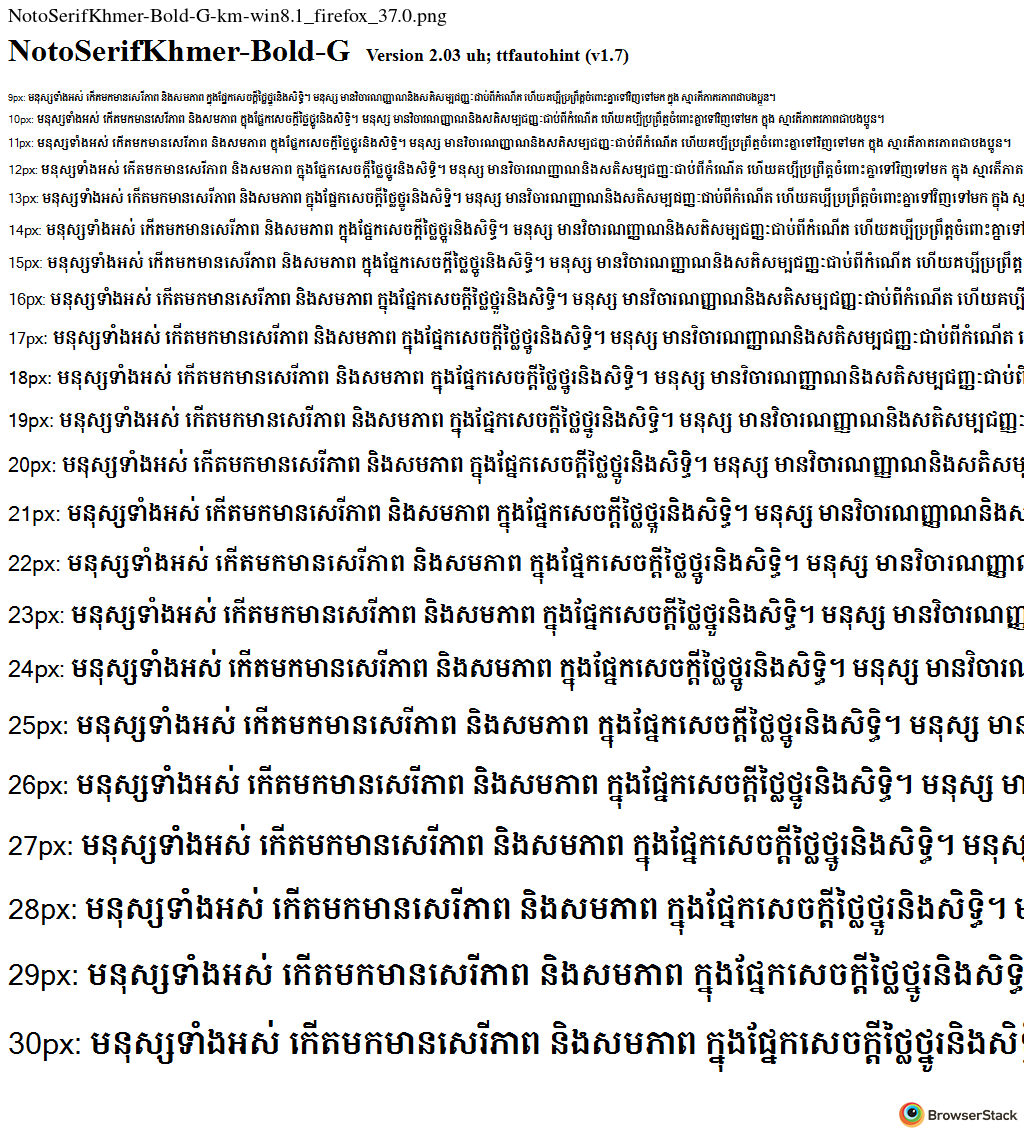 NotoSerifKhmer-Bold-G-km-win8.1_firefox_37.0.png
NotoSerifKhmer-Bold-G Version 2.03 uh; ttfautohint (v1.7)
9px: មនុស្សទាំងអស់ កើតមកមានសេរីភាព និងសមភាព ក្នុងផ្នែកសេចក្ដីថ្លៃថ្នូរនិងសិទ្ធិ។ មនុស្ស មានវិចារណញ្ញាណនិងសតិសម្បជញ្ញៈជាប់ពីកំណើត ហើយគប្បីប្រព្រឹត្តចំពោះគ្នាទៅវិញទៅមក ក្នុង ស្មារតីភាតរភាពជាបងប្អូន។
10px: មនុស្សទាំងអស់ កើតមកមានសេរីភាព និងសមភាព ក្នុងផ្នែកសេចក្ដីថ្លៃថ្នូរនិងសិទ្ធិ។ មនុស្ស មានវិចារណញ្ញាណនិងសតិសម្បជញ្ញៈជាប់ពីកំណើត ហើយគប្បីប្រព្រឹត្តចំពោះគ្នាទៅវិញទៅមក ក្នុង ស្មារតីភាតរភាពជាបងប្អូន។
11px: មនុស្សទាំងអស់ កើតមកមានសេរីភាព និងសមភាព ក្នុងផ្នែកសេចក្ដីថ្លៃថ្នូរនិងសិទ្ធិ។ មនុស្ស មានវិចារណញ្ញាណនិងសតិសម្បជញ្ញៈជាប់ពីកំណើត ហើយគប្បីប្រព្រឹត្តចំពោះគ្នាទៅវិញទៅមក ក្នុង ស្មារតីភាតរភាពជាបងប្អូន។
12px: មនុស្សទាំងអស់ កើតមកមានសេរីភាព និងសមភាព ក្នុងផ្នែកសេចក្ដីថ្លៃថ្នូរនិងសិទ្ធិ។ មនុស្ស មានវិចារណញ្ញាណនិងសតិសម្បជញ្ញៈជាប់ពីកំណើត ហើយគប្បីប្រព្រឹត្តចំពោះគ្នាទៅវិញទៅមក ក្នុង ស្មារតីភាត
13px: មនុស្សទាំងអស់ កើតមកមានសេរីភាព និងសមភាព ក្នុងផ្នែកសេចក្ដីថ្លៃថ្នូរនិងសិទ្ធិ។ មនុស្ស មានវិចារណញ្ញាណនិងសតិសម្បជញ្ញៈជាប់ពីកំណើត ហើយគប្បីប្រព្រឹត្តចំពោះគ្នាទៅវិញទៅមក ក្នុង ស្មា
14px: មនុស្សទាំងអស់ កើតមកមានសេរីភាព និងសមភាព ក្នុងផ្នែកសេចក្ដីថ្លៃថ្នូរនិងសិទ្ធិ។ មនុស្ស មានវិចារណញ្ញាណនិងសតិសម្បជញ្ញៈជាប់ពីកំណើត ហើយគប្បីប្រព្រឹត្តចំពោះគ្នាទៅ
15px: មនុស្សទាំងអស់ កើតមកមានសេរីភាព និងសមភាព ក្នុងផ្នែកសេចក្ដីថ្លៃថ្នូរនិងសិទ្ធិ។ មនុស្ស មានវិចារណញ្ញាណនិងសតិសម្បជញ្ញៈជាប់ពីកំណើត ហើយគប្បីប្រព្រឹត្ត
16px: មនុស្សទាំងអស់ កើតមកមានសេរីភាព និងសមភាព ក្នុងផ្នែកសេចក្ដីថ្លៃថ្នូរនិងសិទ្ធិ។ មនុស្ស មានវិចារណញ្ញាណនិងសតិសម្បជញ្ញៈជាប់ពីកំណើត ហើយគប្បី
17px: មនុស្សទាំងអស់ កើតមកមានសេរីភាព និងសមភាព ក្នុងផ្នែកសេចក្ដីថ្លៃថ្នូរនិងសិទ្ធិ។ មនុស្ស មានវិចារណញ្ញាណនិងសតិសម្បជញ្ញៈជាប់ពីកំណើត
18px: មនុស្សទាំងអស់ កើតមកមានសេរីភាព និងសមភាព ក្នុងផ្នែកសេចក្ដីថ្លៃថ្នូរនិងសិទ្ធិ។ មនុស្ស មានវិចារណញ្ញាណនិងសតិសម្បជញ្ញៈជាប់ពី
19px: មនុស្សទាំងអស់ កើតមកមានសេរីភាព និងសមភាព ក្នុងផ្នែកសេចក្ដីថ្លៃថ្នូរនិងសិទ្ធិ។ មនុស្ស មានវិចារណញ្ញាណនិងសតិសម្បជញ្ញៈ
20px: មនុស្សទាំងអស់ កើតមកមានសេរីភាព និងសមភាព ក្នុងផ្នែកសេចក្ដីថ្លៃថ្នូរនិងសិទ្ធិ។ មនុស្ស មានវិចារណញ្ញាណនិងសតិសម្ប
21px: មនុស្សទាំងអស់ កើតមកមានសេរីភាព និងសមភាព ក្នុងផ្នែកសេចក្ដីថ្លៃថ្នូរនិងសិទ្ធិ។ មនុស្ស មានវិចារណញ្ញាណនិងស
22px: មនុស្សទាំងអស់ កើតមកមានសេរីភាព និងសមភាព ក្នុងផ្នែកសេចក្ដីថ្លៃថ្នូរនិងសិទ្ធិ។ មនុស្ស មានវិចារណញ្ញាណ
23px: មនុស្សទាំងអស់ កើតមកមានសេរីភាព និងសមភាព ក្នុងផ្នែកសេចក្ដីថ្លៃថ្នូរនិងសិទ្ធិ។ មនុស្ស មានវិចារណញ្ញ
24px: មនុស្សទាំងអស់ កើតមកមានសេរីភាព និងសមភាព ក្នុងផ្នែកសេចក្ដីថ្លៃថ្នូរនិងសិទ្ធិ។ មនុស្ស មានវិចារណ
25px: មនុស្សទាំងអស់ កើតមកមានសេរីភាព និងសមភាព ក្នុងផ្នែកសេចក្ដីថ្លៃថ្នូរនិងសិទ្ធិ។ មនុស្ស មាន
26px: មនុស្សទាំងអស់ កើតមកមានសេរីភាព និងសមភាព ក្នុងផ្នែកសេចក្ដីថ្លៃថ្នូរនិងសិទ្ធិ។ មនុស្ស មា
27px: មនុស្សទាំងអស់ កើតមកមានសេរីភាព និងសមភាព ក្នុងផ្នែកសេចក្ដីថ្លៃថ្នូរនិងសិទ្ធិ។ មនុស្ស
28px: មនុស្សទាំងអស់ កើតមកមានសេរីភាព និងសមភាព ក្នុងផ្នែកសេចក្ដីថ្លៃថ្នូរនិងសិទ្ធិ។ ម
29px: មនុស្សទាំងអស់ កើតមកមានសេរីភាព និងសមភាព ក្នុងផ្នែកសេចក្ដីថ្លៃថ្នូរនិងសិទ្ធិ
30px: មនុស្សទាំងអស់ កើតមកមានសេរីភាព និងសមភាព ក្នុងផ្នែកសេចក្ដីថ្លៃថ្នូរនិងសិ
BrowserStack